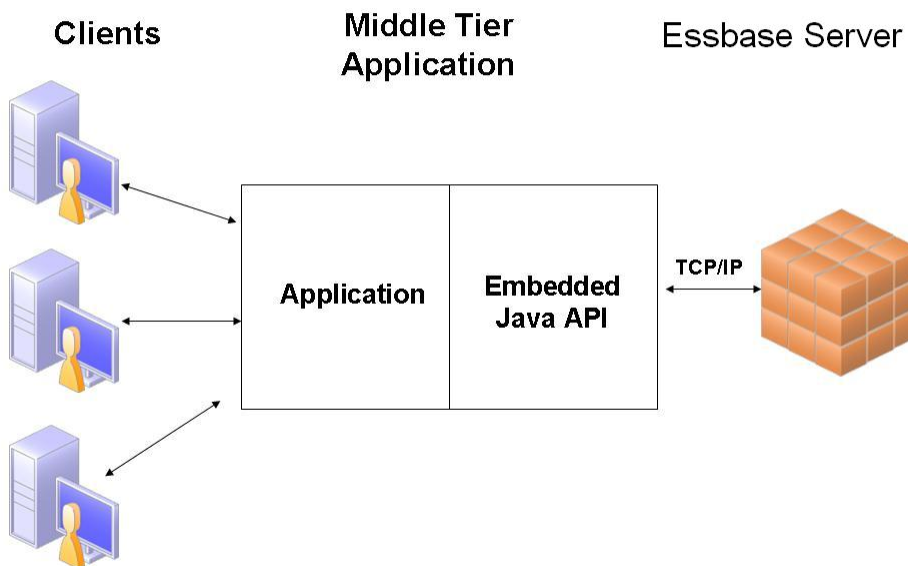 Clients
Middle Tier
Application
Essbase Server
Application
Embedded
Java API
TCP/IP